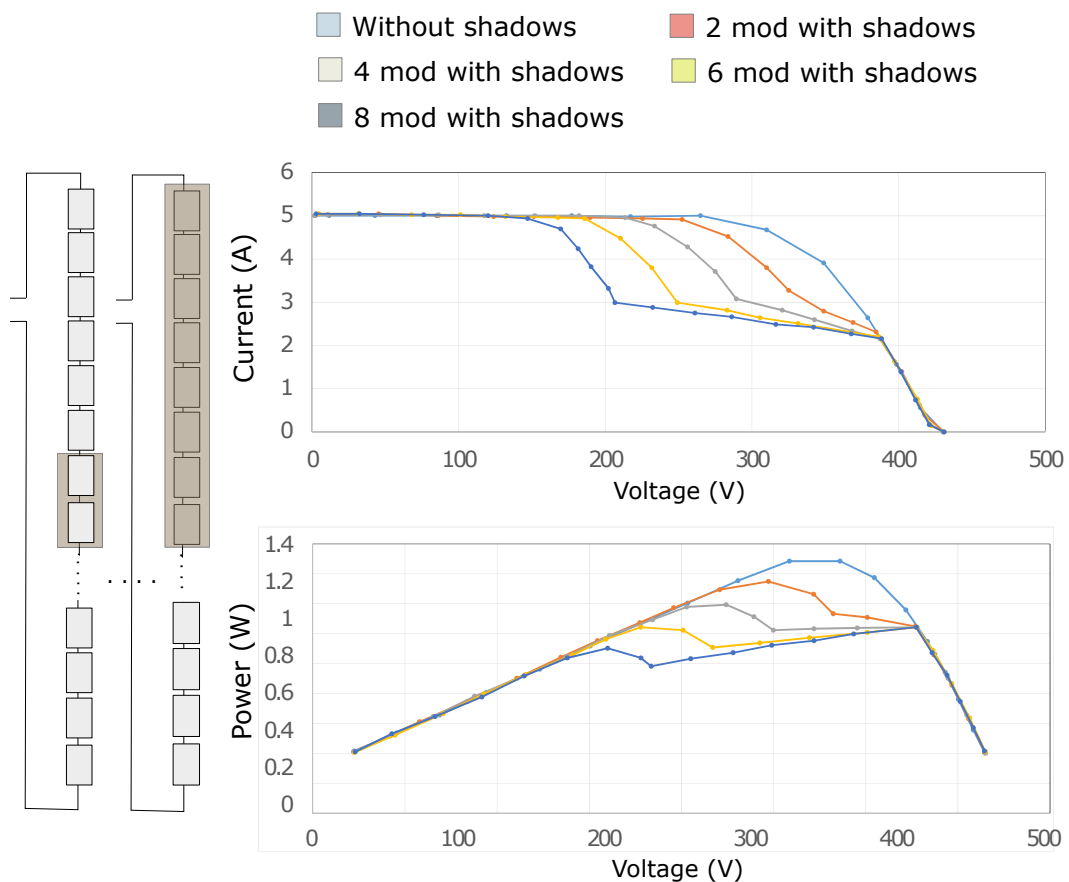 Without shadows
2 mod with shadows
4 mod with shadows
6 mod with shadows
8 mod with shadows
6
5
4
3
2
1
0
Current (A)
0 100 200 300 400 500
Voltage (V)
1.4
1.2
1
0.8
0.6
0.4
0.2
0
Power (W)
0 100 200 300 400 500
Voltage (V)